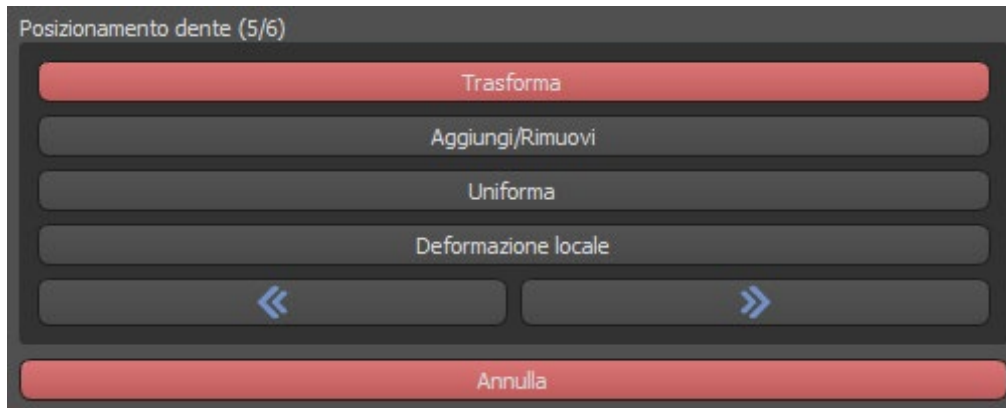 Posizionamento dente (5/6)
Trasforma
Aggiungi/Rimuovi
Uniforma
Deformazione locale
Annulla